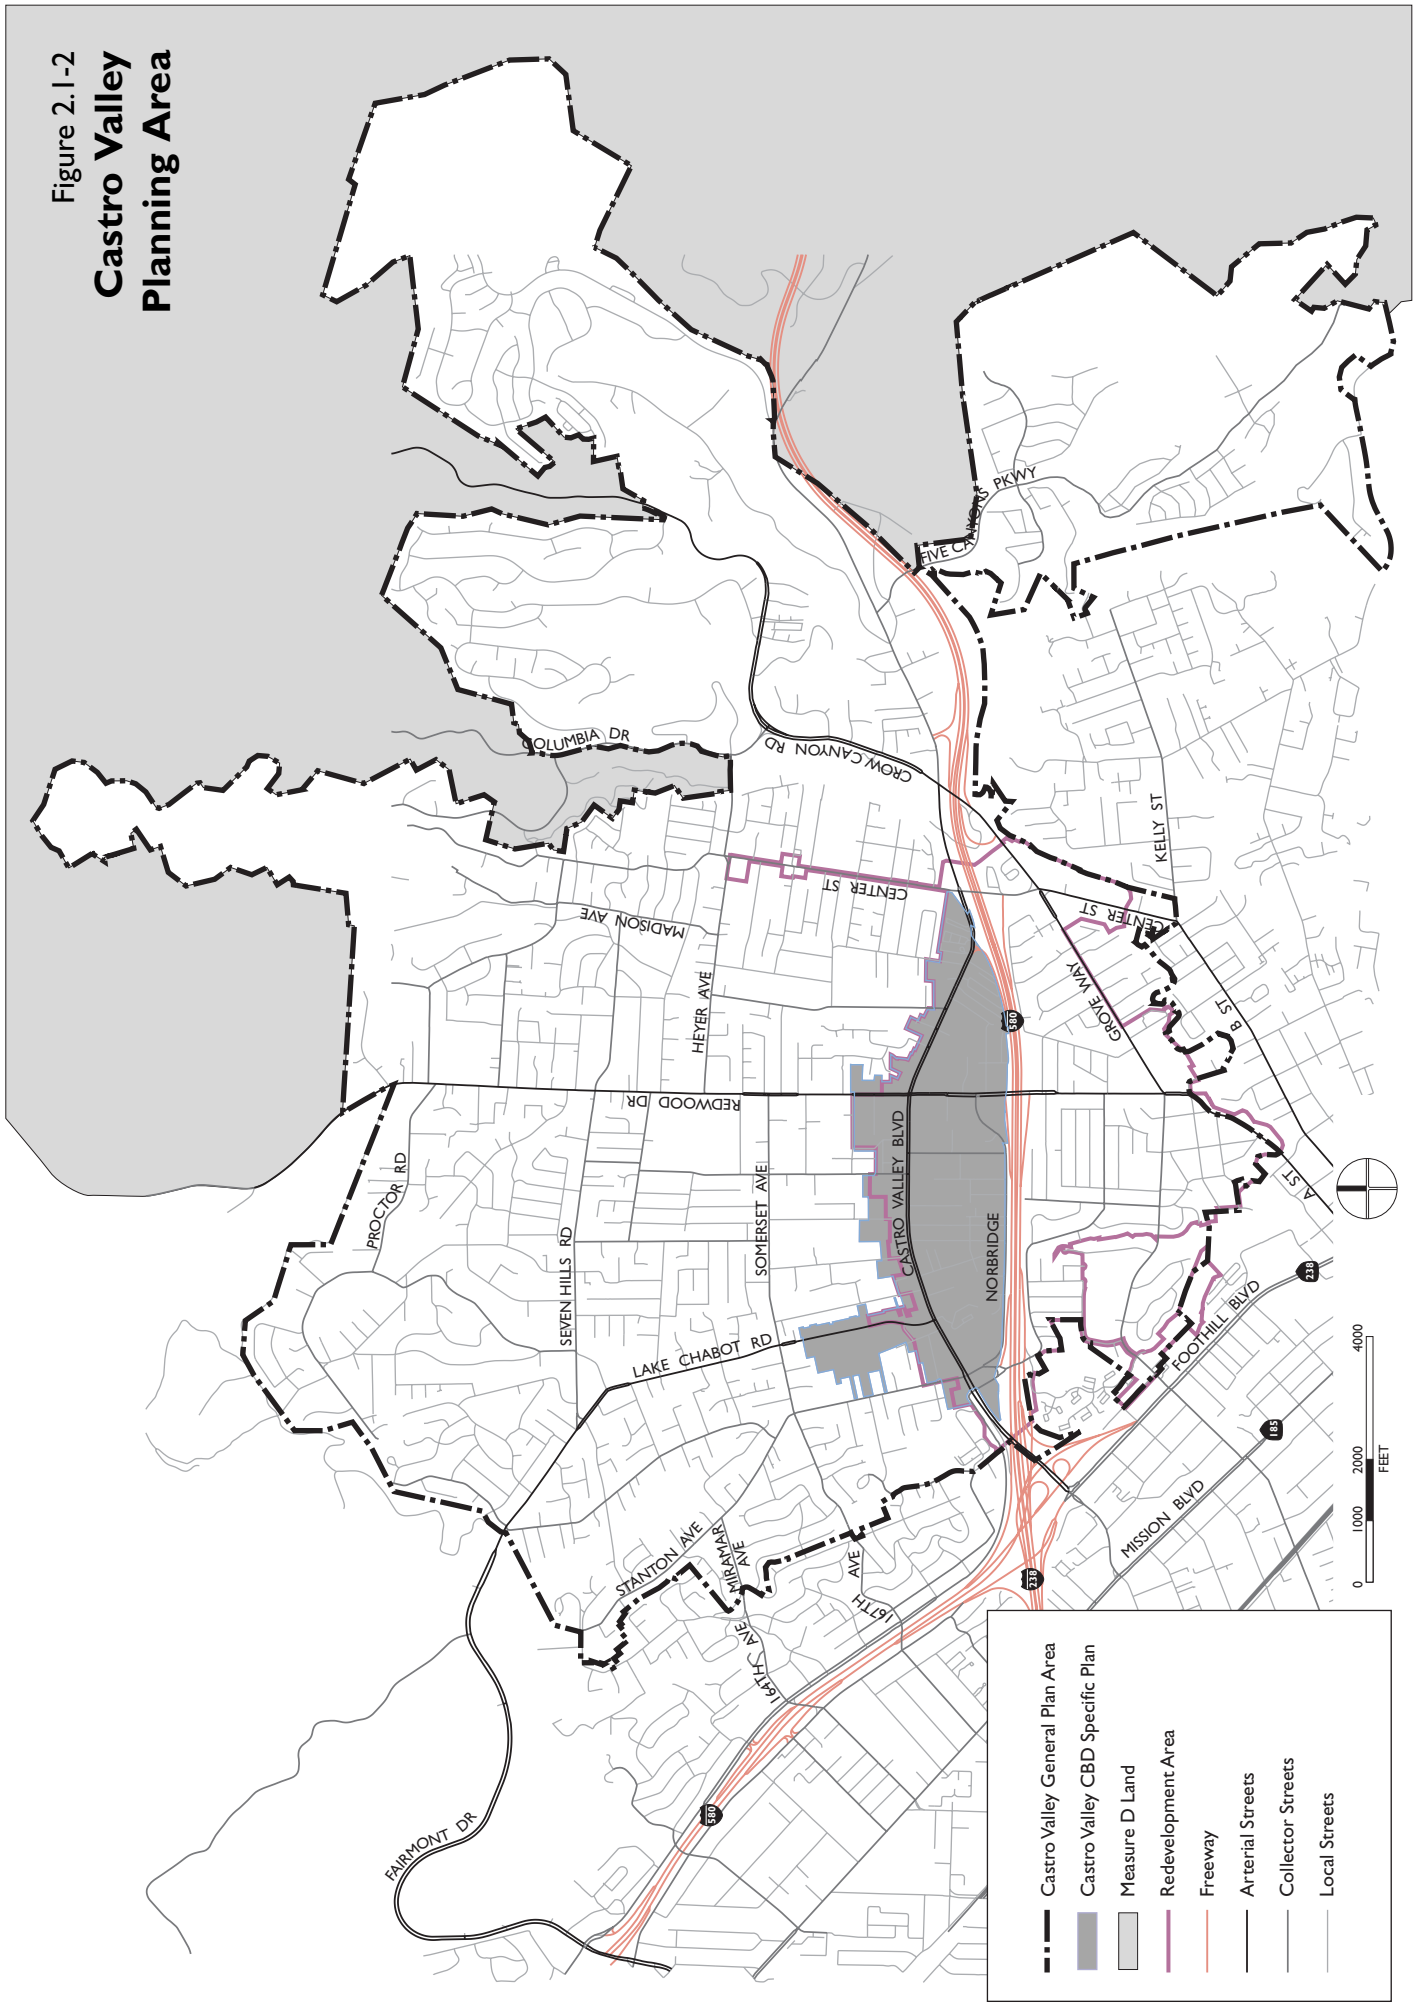 Figure 2.1-2
Castro Valley
Planning Area
COLUMBIA DR
CROW CANYON RD
FIVE CANYONS PKWY
MADISON AVE
CENTER ST
HEYER AVE
KELLY ST
CENTER ST
GROVE WAY
B ST
580
REDWOOD DR
PROCTOR RD
SEVEN HILLS RD
SOMERSET AVE
CASTRO VALLEY BLVD
NORBRIDGE
A ST
LAKE CHABOT RD
FOOTHILL BLVD
238
185
MISSION BLVD
STANTON AVE
MIRAMAR
AVE
164TH AVE
167TH
AVE
238
580
FAIRMONT DR
0
1000
2000
4000
FEET
Castro Valley General Plan Area
Castro Valley CBD Specific Plan
Measure D Land
Redevelopment Area
Freeway
Arterial Streets
Collector Streets
Local Streets